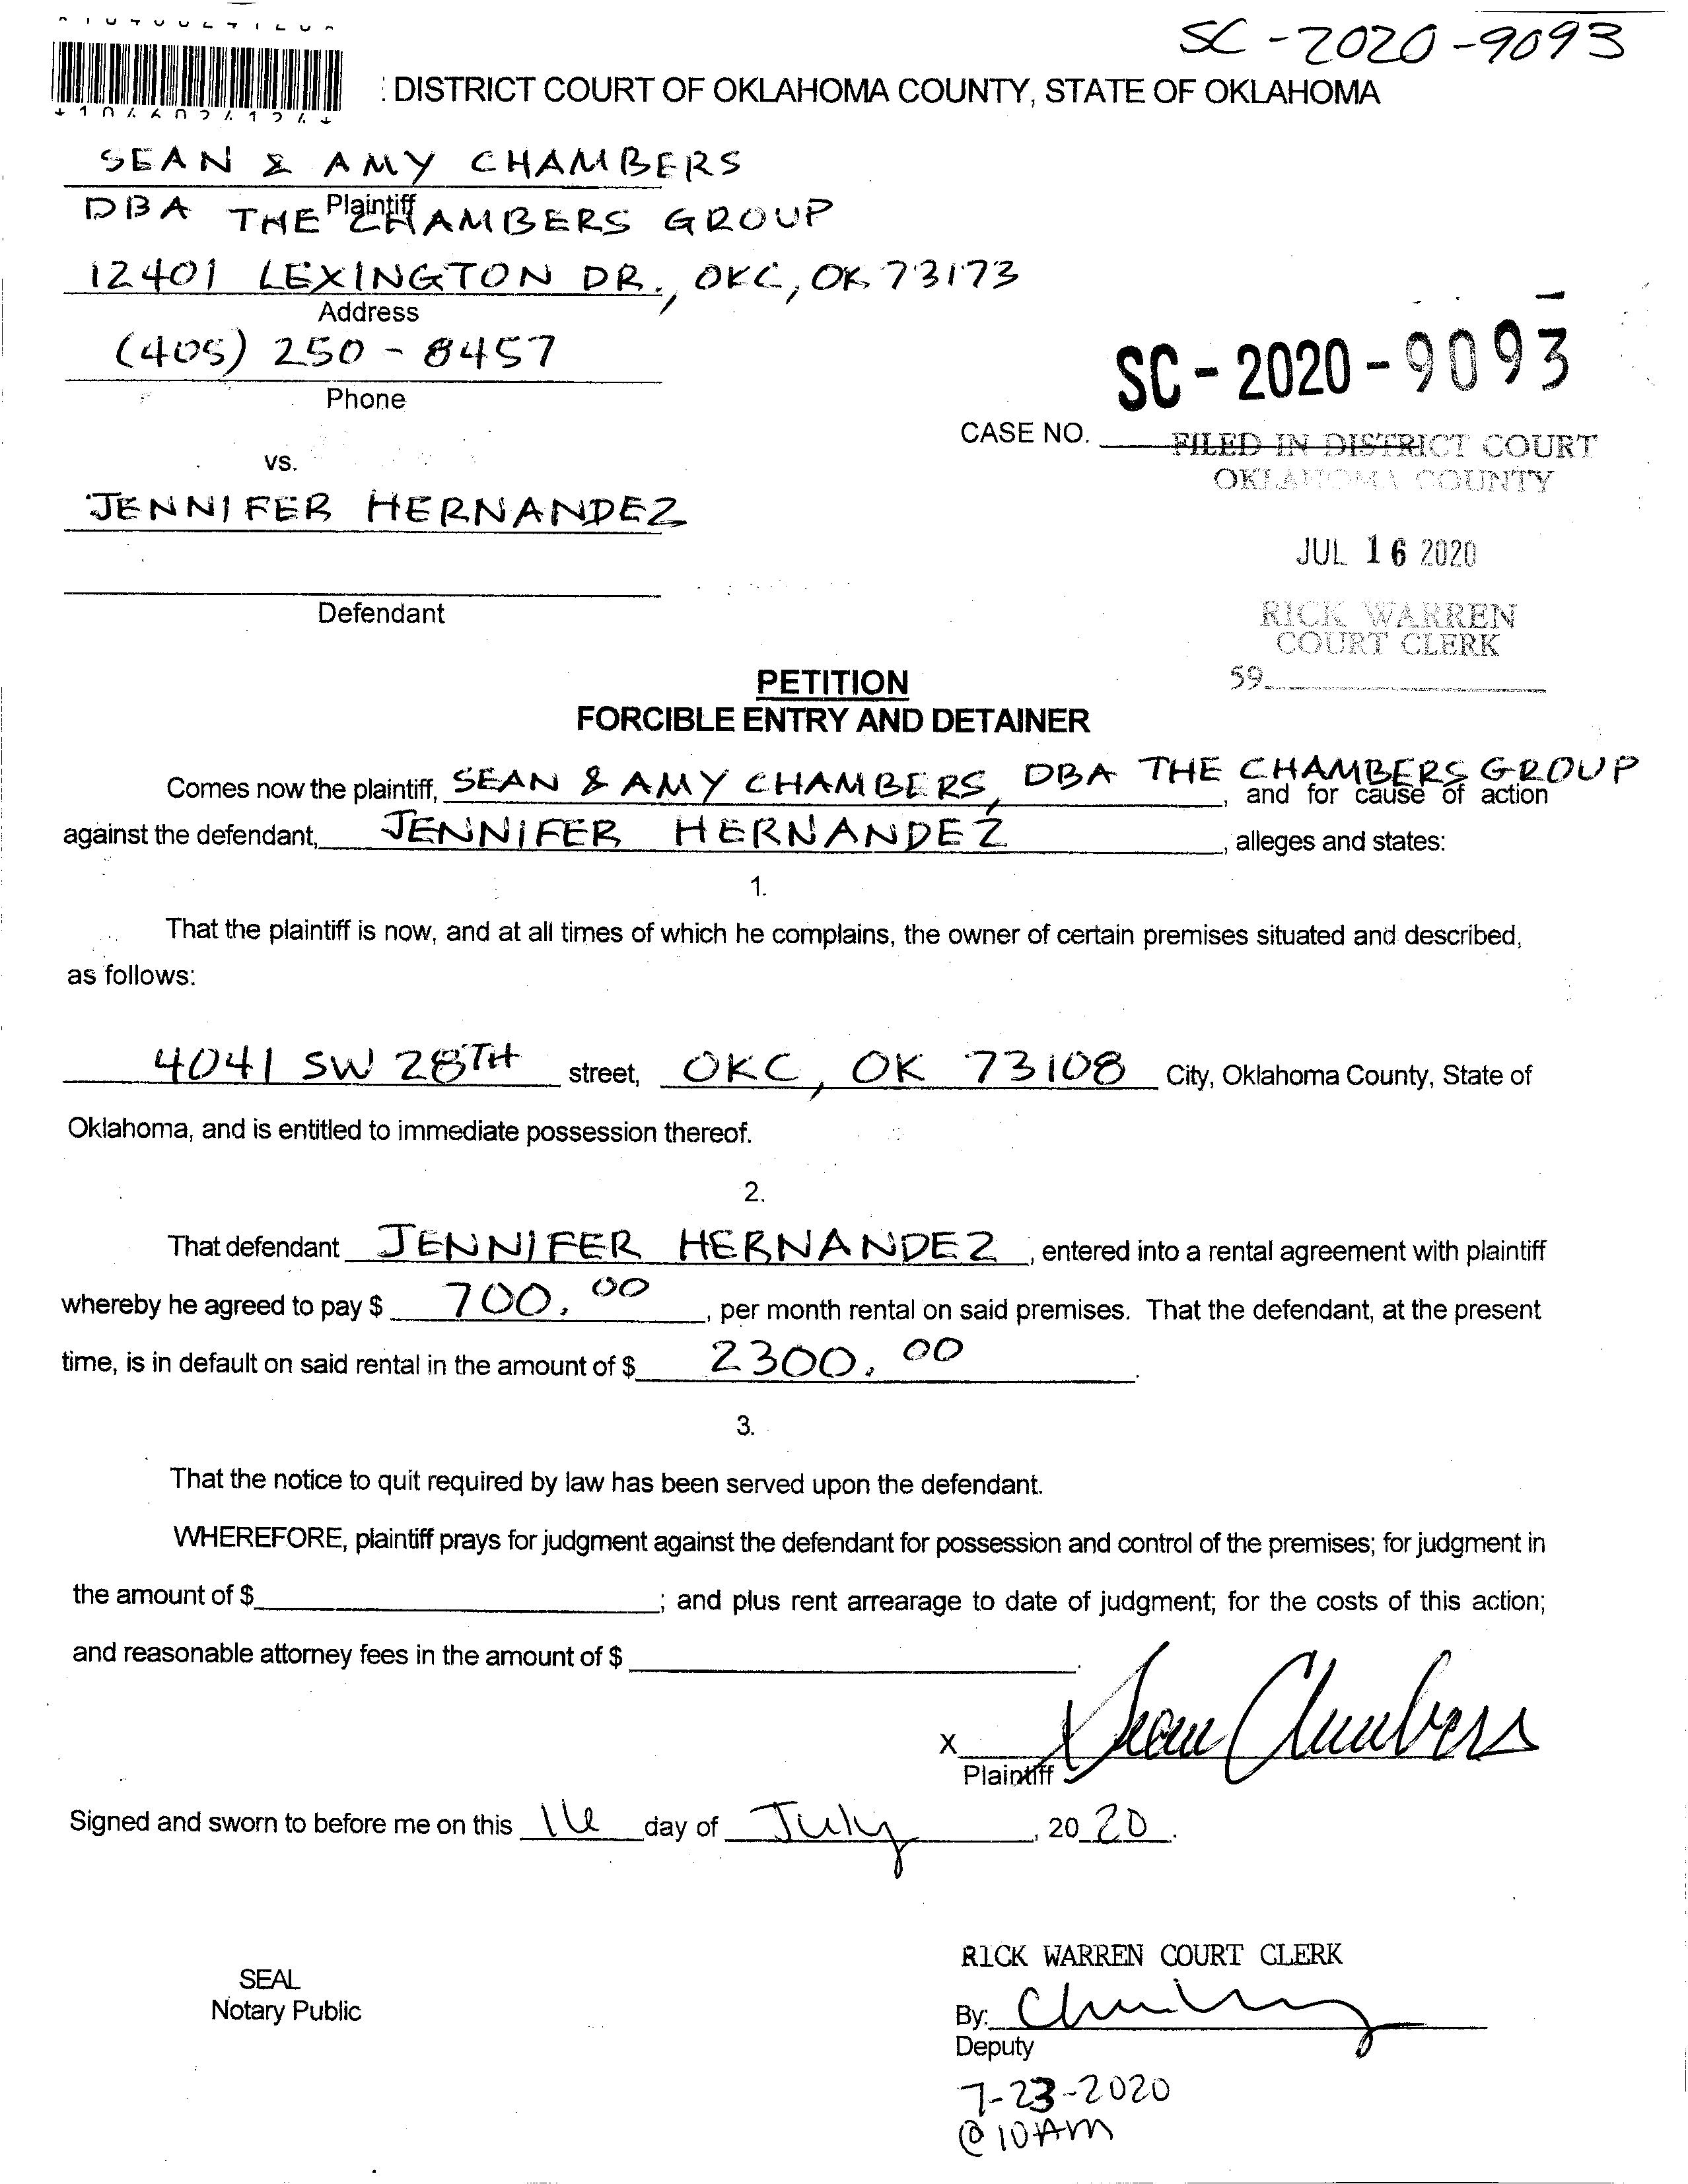 SC-2020-9093
DISTRICT COURT OF OKLAHOMA COUNTY, STATE OF OKLAHOMA
SEAN & AMY CHAMBERS
Plaintiff
DBA THE CHAMBERS GROUP
12401 LEXINGTON DR., OKC, OK 73173
Address
(405) 250-8457
Phone
SC-2020-9093
CASE NO.
FILED IN DISTRICT COURT
OKLAHOMA COUNTY
vs.
JENNIFER HERNANDEZ
JUL 16 2020
Defendant
RICK WARREN
COURT CLERK
59
PETITION
FORCIBLE ENTRY AND DETAINER
Comes now the plaintiff, SEAN & AMY CHAMBERS, DBA THE CHAMBERS GROUP, and for cause of action
against the defendant, JENNIFER HERNANDEZ, alleges and states:
1.
That the plaintiff is now, and at all times of which he complains, the owner of certain premises situated and described,
as follows:
4041 SW 28TH street, OKC, OK 73108 City, Oklahoma County, State of
Oklahoma, and is entitled to immediate possession thereof.
2.
That defendant JENNIFER HERNANDEZ, entered into a rental agreement with plaintiff
whereby he agreed to pay $ 700.00, per month rental on said premises. That the defendant, at the present
time, is in default on said rental in the amount of $ 2300.00.
3.
That the notice to quit required by law has been served upon the defendant.
WHEREFORE, plaintiff prays for judgment against the defendant for possession and control of the premises; for judgment in
the amount of $ ; and plus rent arrearage to date of judgment; for the costs of this action;
and reasonable attorney fees in the amount of $ .
X Sean Chambers
Plaintiff
Signed and sworn to before me on this 16 day of July, 20 20.
RICK WARREN COURT CLERK
SEAL
Notary Public
By:
Deputy
7-23-2020
@ 10AM